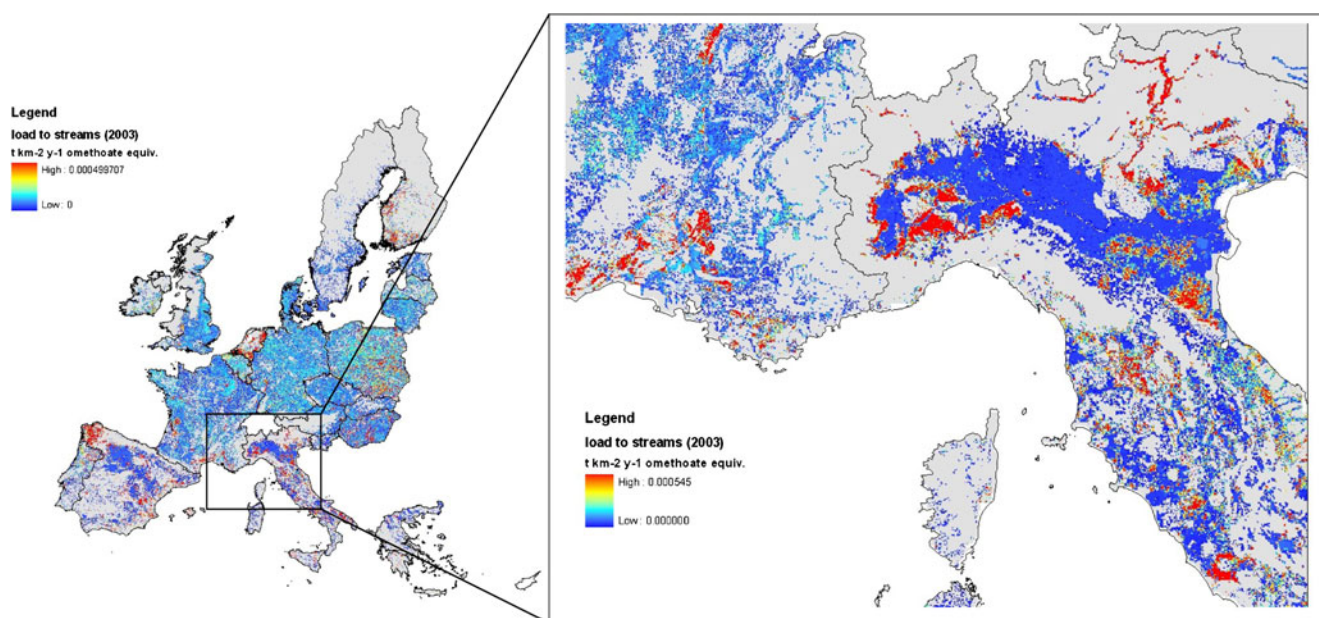 Legend
load to streams (2003)
t km-2 y-1 omethoate equiv.
High : 0.000499707
Low : 0
Legend
load to streams (2003)
t km-2 y-1 omethoate equiv.
High : 0.000545
Low : 0.000000